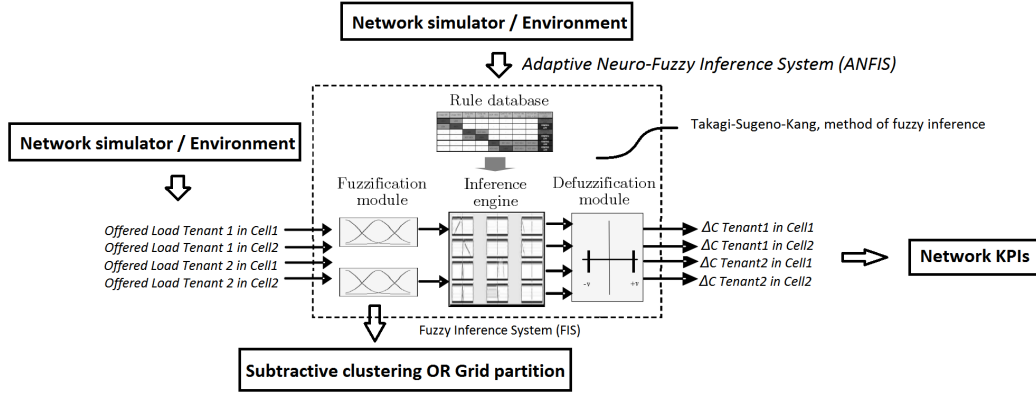 Network simulator / Environment
Adaptive Neuro-Fuzzy Inference System (ANFIS)
Rule database
Takagi-Sugeno-Kang, method of fuzzy inference
Network simulator / Environment
Fuzzification
module
Inference
engine
Defuzzification
module
Offered Load Tenant 1 in Cell1
Offered Load Tenant 1 in Cell2
Offered Load Tenant 2 in Cell1
Offered Load Tenant 2 in Cell2
-v
+v
ΔC Tenant1 in Cell1
ΔC Tenant1 in Cell2
ΔC Tenant2 in Cell1
ΔC Tenant2 in Cell2
Network KPIs
Fuzzy Inference System (FIS)
Subtractive clustering OR Grid partition